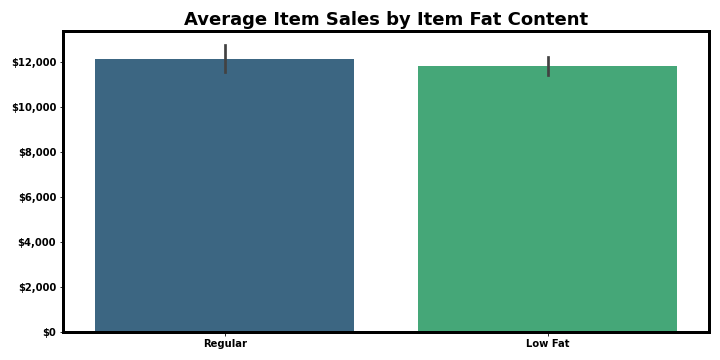 Average Item Sales by Item Fat Content
$12,000
$10,000
$8,000
$6,000
$4,000
$2,000
$0
Regular
Low Fat